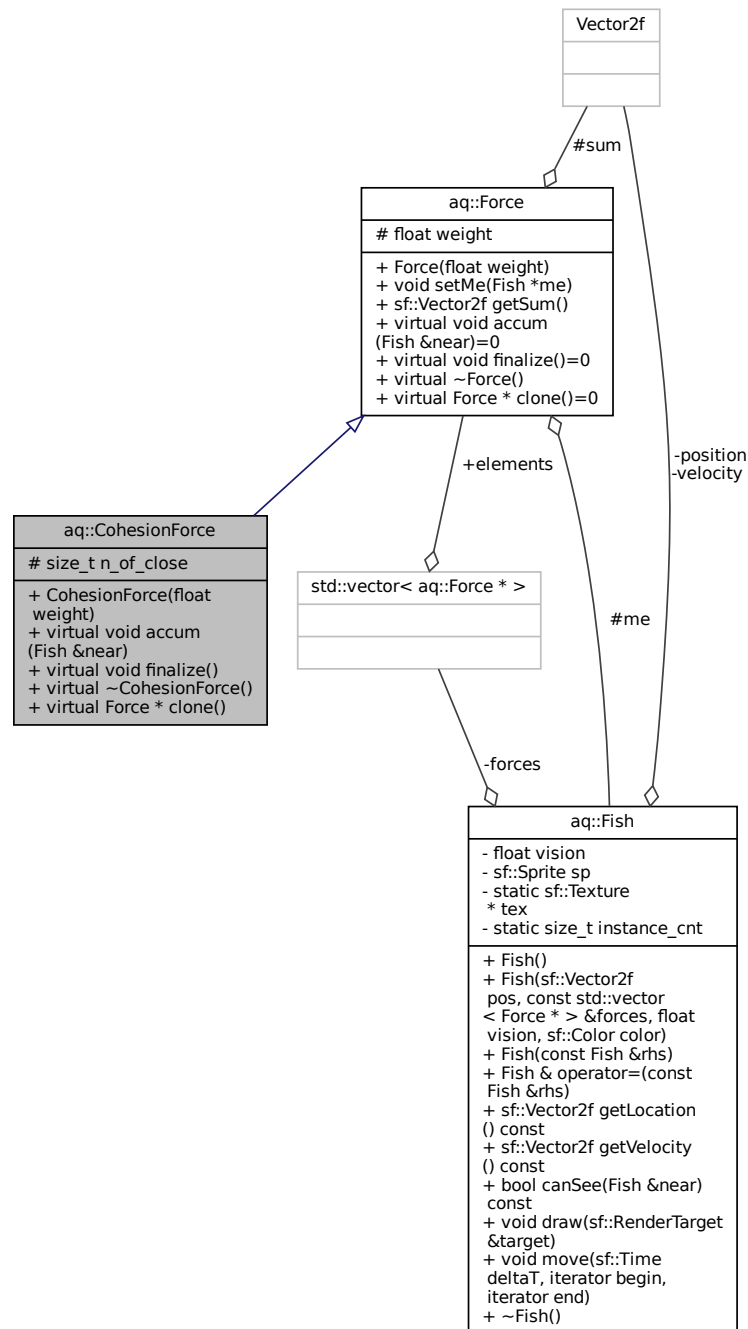 Vector2f
#sum
aq::Force
# float weight
+ Force(float weight)
+ void setMe(Fish *me)
+ sf::Vector2f getSum()
+ virtual void accum
(Fish &near)=0
+ virtual void finalize()=0
+ virtual ~Force()
+ virtual Force * clone()=0
-position
-velocity
+elements
aq::CohesionForce
# size_t n_of_close
+ CohesionForce(float
weight)
+ virtual void accum
(Fish &near)
+ virtual void finalize()
+ virtual ~CohesionForce()
+ virtual Force * clone()
std::vector< aq::Force * >
#me
-forces
aq::Fish
- float vision
- sf::Sprite sp
- static sf::Texture
* tex
- static size_t instance_cnt
+ Fish()
+ Fish(sf::Vector2f
pos, const std::vector
< Force * > &forces, float
vision, sf::Color color)
+ Fish(const Fish &rhs)
+ Fish & operator=(const
Fish &rhs)
+ sf::Vector2f getLocation
() const
+ sf::Vector2f getVelocity
() const
+ bool canSee(Fish &near)
const
+ void draw(sf::RenderTarget
&target)
+ void move(sf::Time
deltaT, iterator begin,
iterator end)
+ ~Fish()